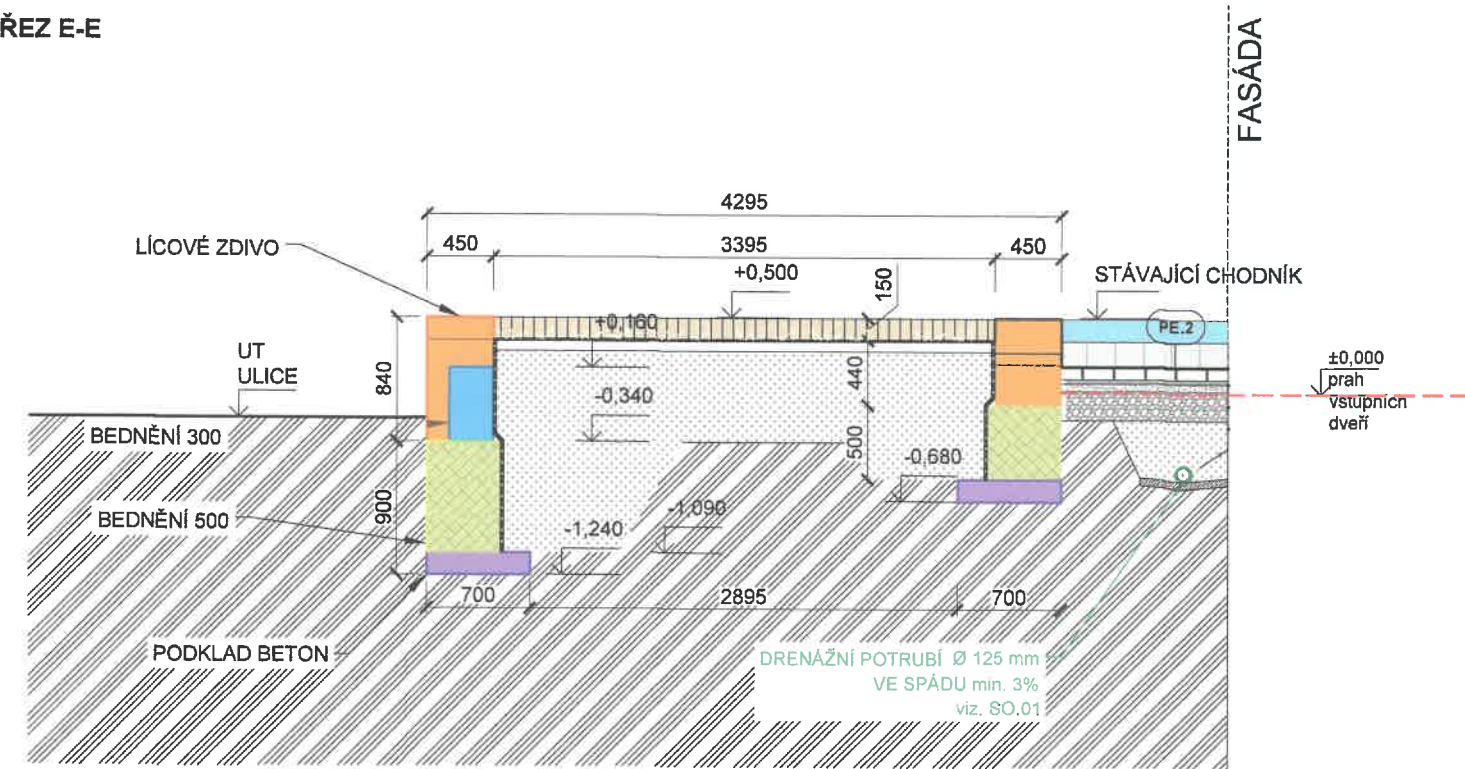 ŘEZ E-E
FASÁDA
4295
450
3395
450
LÍCOVÉ ZDIVO
+0,500
150
STÁVAJÍCÍ CHODNÍK
+0,160
PE.2
UT
ULICE
840
440
±0,000
prah
vstupních
dveří
-0,340
BEDNĚNÍ 300
500
-0,680
900
BEDNĚNÍ 500
-1,090
-1,240
700
2895
700
PODKLAD BETON
DRENÁŽNÍ POTRUBÍ Ø 125 mm
VE SPÁDU min. 3%
viz. SO.01